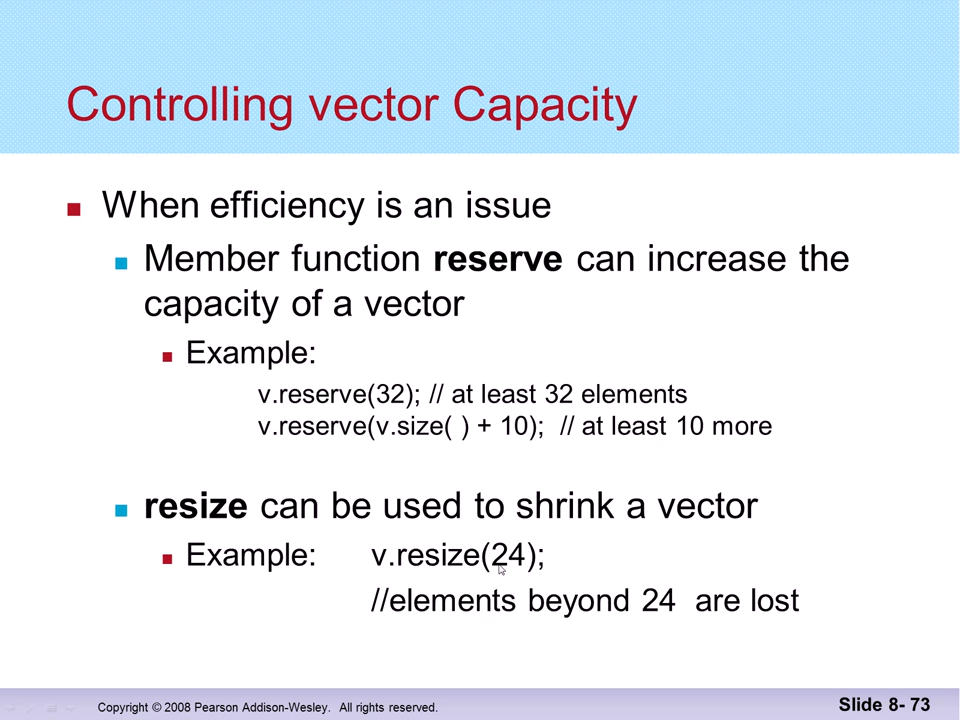 Controlling vector Capacity
When efficiency is an issue
Member function reserve can increase the
capacity of a vector
Example:
v.reserve(32); // at least 32 elements
v.reserve(v.size( ) + 10);  // at least 10 more
resize can be used to shrink a vector
Example: v.resize(24);
//elements beyond 24  are lost
Copyright © 2008 Pearson Addison-Wesley.  All rights reserved.
Slide 8- 73